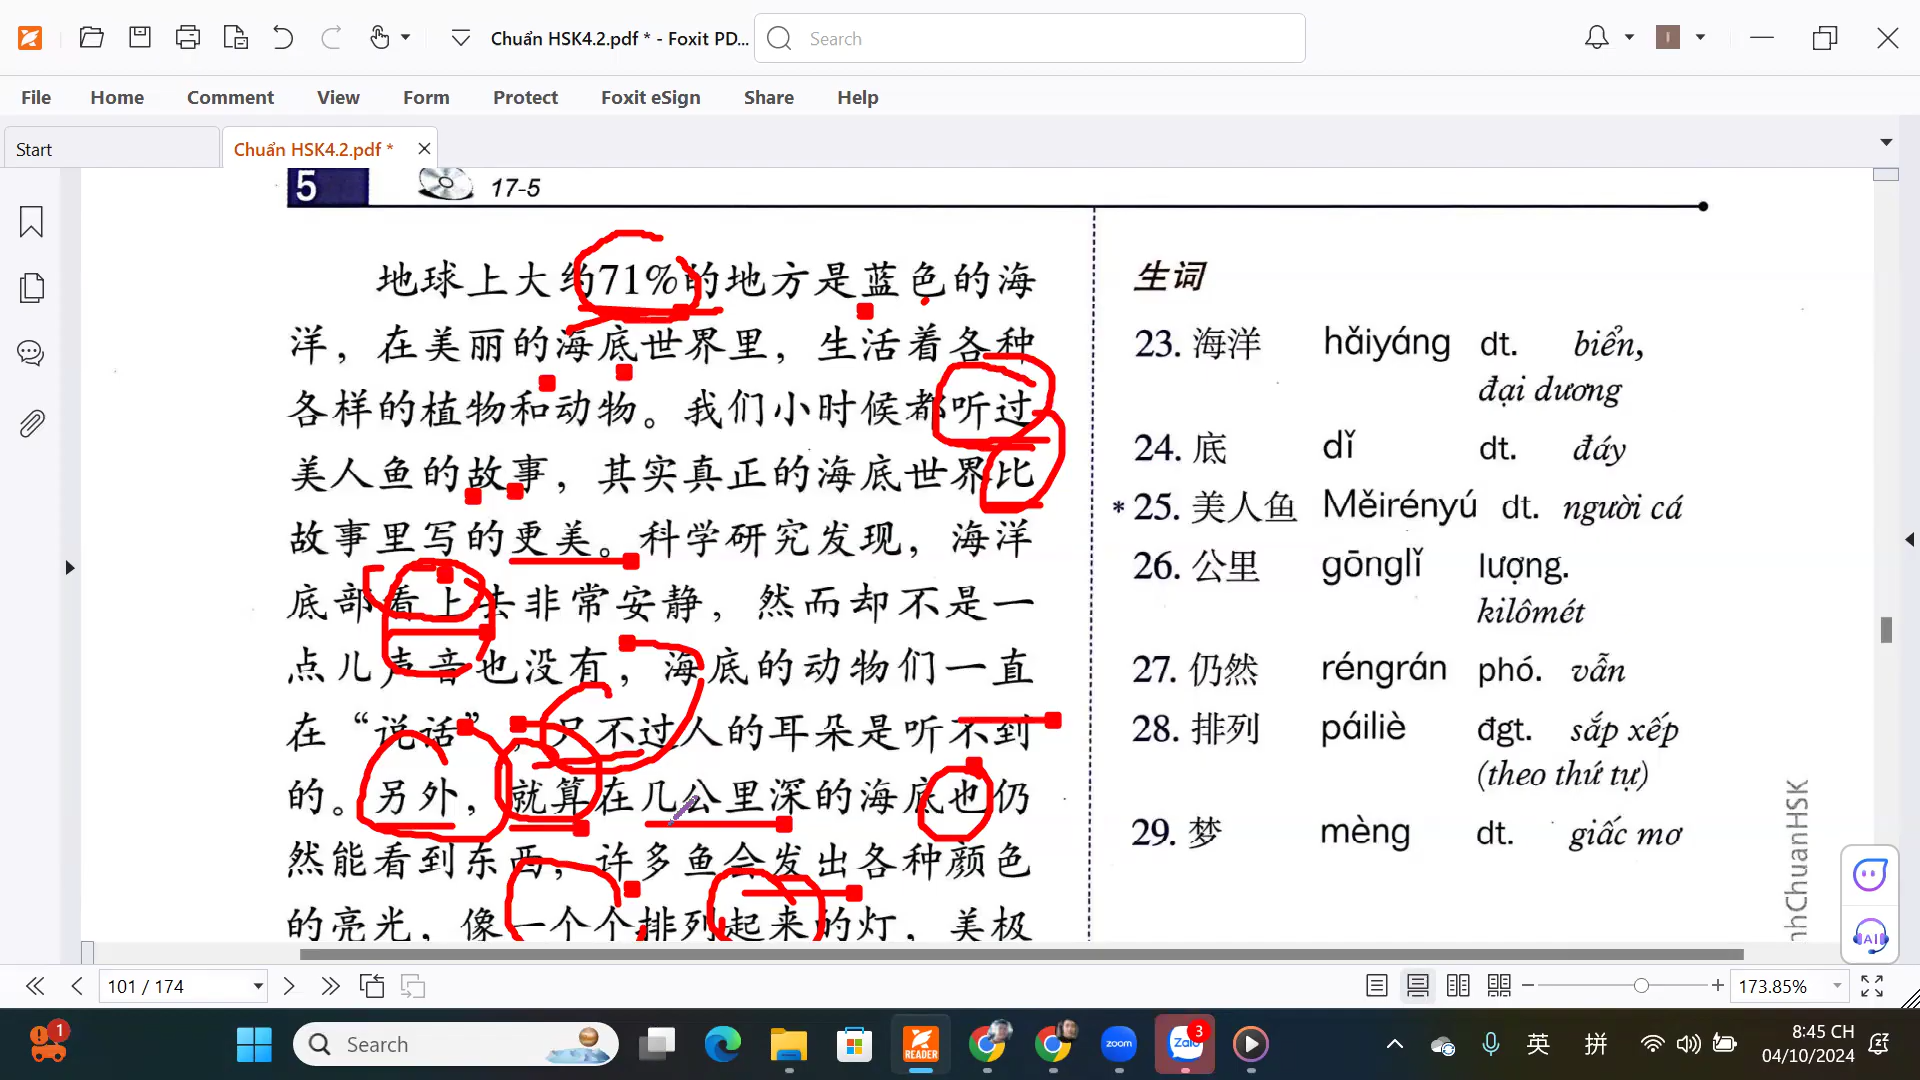 Chuẩn HSK4.2.pdf * - Foxit PD...
Search
File Home Comment View Form Protect Foxit eSign Share Help
Start
Chuẩn HSK4.2.pdf *
5 17-5
地球上大约71%的地方是蓝色的海
洋，在美丽的海底世界里，生活着各种
各样的植物和动物。我们小时候都听过
美人鱼的故事，其实真正的海底世界比
故事里写的更美。科学研究发现，海洋
底部看上去非常安静，然而却不是一
点儿声音也没有，海底的动物们一直
在“说话”，只不过人的耳朵是听不到
的。另外，就算在几公里深的海底也仍
然能看到东西，许多鱼会发出各种颜色
的亮光，像一个个排列起来的灯，美极
生词
23. 海洋 hǎiyáng dt. biển,
đại dương
24. 底 dǐ dt. đáy
*25. 美人鱼 Měirényú dt. người cá
26. 公里 gōnglǐ lượng.
kilômét
27. 仍然 réngrán phó. vẫn
28. 排列 páiliè đgt. sắp xếp
(theo thứ tự)
29. 梦 mèng dt. giấc mơ
nhChuanHSK
AI
101 / 174
173.85%
1
Search
READER
zoom
Zalo
3
英
拼
8:45 CH
04/10/2024